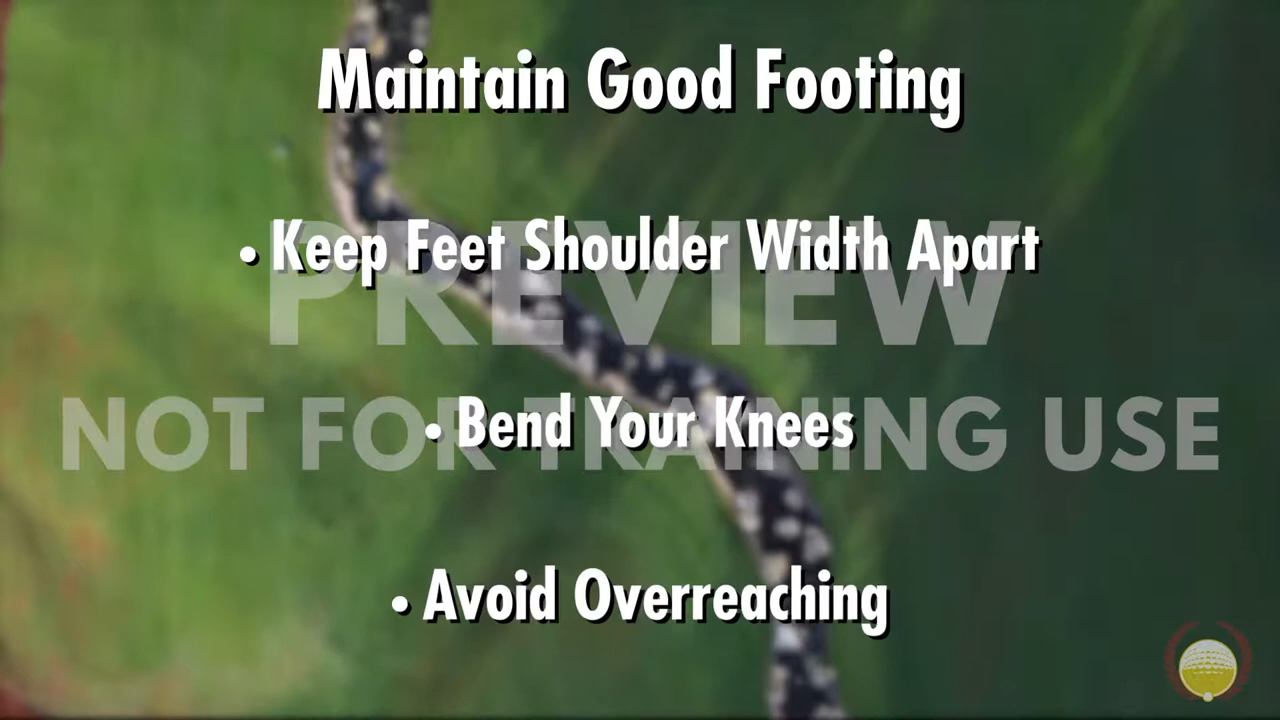 Maintain Good Footing
• Keep Feet Shoulder Width Apart
PREVIEW
NOT FOR TRAINING USE
• Bend Your Knees
• Avoid Overreaching